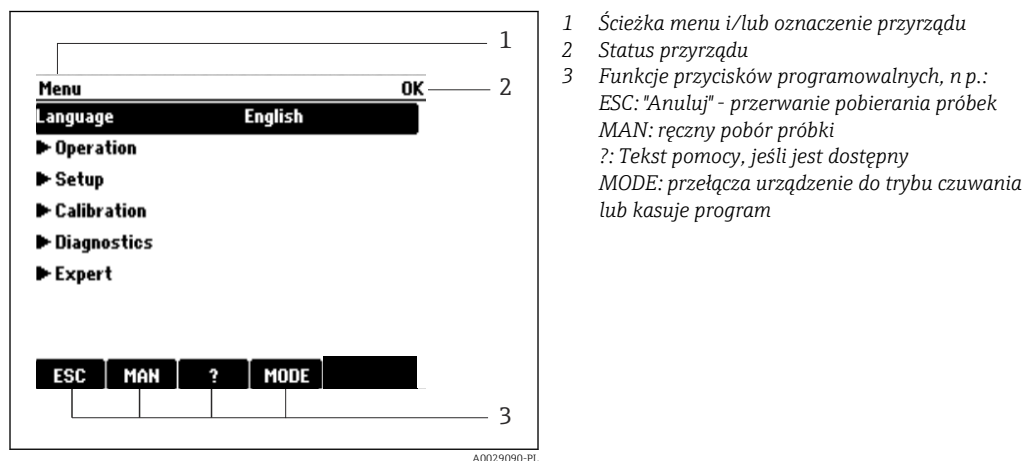 1
Menu OK 2
Language English
Operation
Setup
Calibration
Diagnostics
Expert
ESC MAN ? MODE
3
A0029090-PL
1 Ścieżka menu i/lub oznaczenie przyrządu
2 Status przyrządu
3 Funkcje przycisków programowalnych, n p.:
ESC: "Anuluj" - przerwanie pobierania próbek
MAN: ręczny pobór próbki
?: Tekst pomocy, jeśli jest dostępny
MODE: przełącza urządzenie do trybu czuwania
lub kasuje program